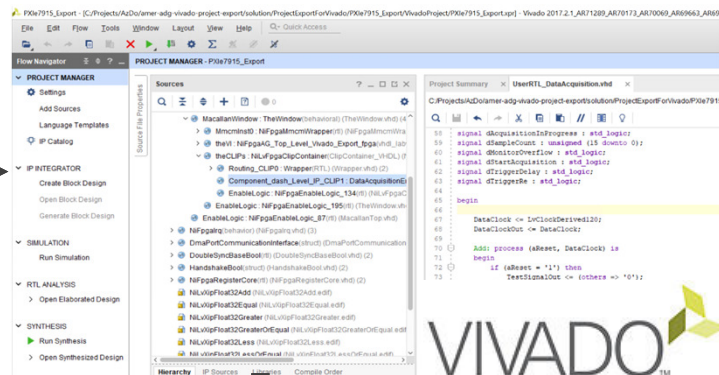 PXIe7915_Export - [C:/Projects/AzDo/amer-adg-vivado-project-export/solution/ProjectExportForVivado/PXIe7915_Export/VivadoProject/PXIe7915_Export.xpr] - Vivado 2017.2.1_AR71289_AR70173_AR70069_AR69663_AR69
File Edit Flow Tools Window Layout View Help Quick Access
Flow Navigator
PROJECT MANAGER - PXIe7915_Export
PROJECT MANAGER
Settings
Add Sources
Language Templates
IP Catalog
IP INTEGRATOR
Create Block Design
Open Block Design
Generate Block Design
SIMULATION
Run Simulation
RTL ANALYSIS
Open Elaborated Design
SYNTHESIS
Run Synthesis
Open Synthesized Design
Source File Properties
Sources
MacallanWindow : TheWindow(behavioral) (TheWindow.vhd) (4
MmcmInst0 : NiFpgaMmcmWrapper(rtl) (NiFpgaMmcmWra
theVI : NiFpgaAG_Top_Level_Vivado_Export_fpga(vhdl_lab
theCLIPs : NiLvFpgaClipContainer(ClipContainer_VHDL) (
Routing_CLIP0 : Wrapper(RTL) (Wrapper.vhd) (2)
Component_dash_Level_IP_CLIP1 : DataAcquisitionE
EnableLogic : NiFpgaEnableLogic_134(rtl) (NiLvFpgaC
EnableLogic : NiFpgaEnableLogic_195(rtl) (TheWindow.vh
EnableLogic : NiFpgaEnableLogic_87(rtl) (MacallanTop.vhd)
NiFpgaIrq(behavior) (NiFpgaIrq.vhd) (3)
DmaPortCommunicationInterface(struct) (DmaPortCommunication
DoubleSyncBaseBool(rtl) (DoubleSyncBaseBool.vhd) (2)
HandshakeBool(struct) (HandshakeBool.vhd) (2)
NiFpgaRegisterCore(rtl) (NiFpgaRegisterCore.vhd) (5)
NiLvXipFloat32Add (NiLvXipFloat32Add.edif)
NiLvXipFloat32Equal (NiLvXipFloat32Equal.edif)
NiLvXipFloat32Greater (NiLvXipFloat32Greater.edif)
NiLvXipFloat32GreaterOrEqual (NiLvXipFloat32GreaterOrEqual.edif
NiLvXipFloat32Less (NiLvXipFloat32Less.edif)
NiLvXipFloat32LessOrEqual (NiLvXipFloat32LessOrEqual.edif)
Hierarchy IP Sources Libraries Compile Order
Project Summary UserRTL_DataAcquisition.vhd
C:/Projects/AzDo/amer-adg-vivado-project-export/solution/ProjectExportForVivado/PXIe7915
58 signal dAcquisitionInProgress : std_logic;
59 signal dSampleCount : unsigned (15 downto 0);
60 signal dMonitorOverflow : std_logic;
61 signal dStartAcquisition : std_logic;
62 signal dTriggerDelay : std_logic;
63 signal dTriggerRe : std_logic;
64
65 begin
66
67 DataClock <= LvClockDerived120;
68 DataClockOut <= DataClock;
69
70 Add: process (aReset, DataClock) is
71 begin
72 if (aReset = '1') then
73 TestSignalOut <= (others => '0');
VIVADO™